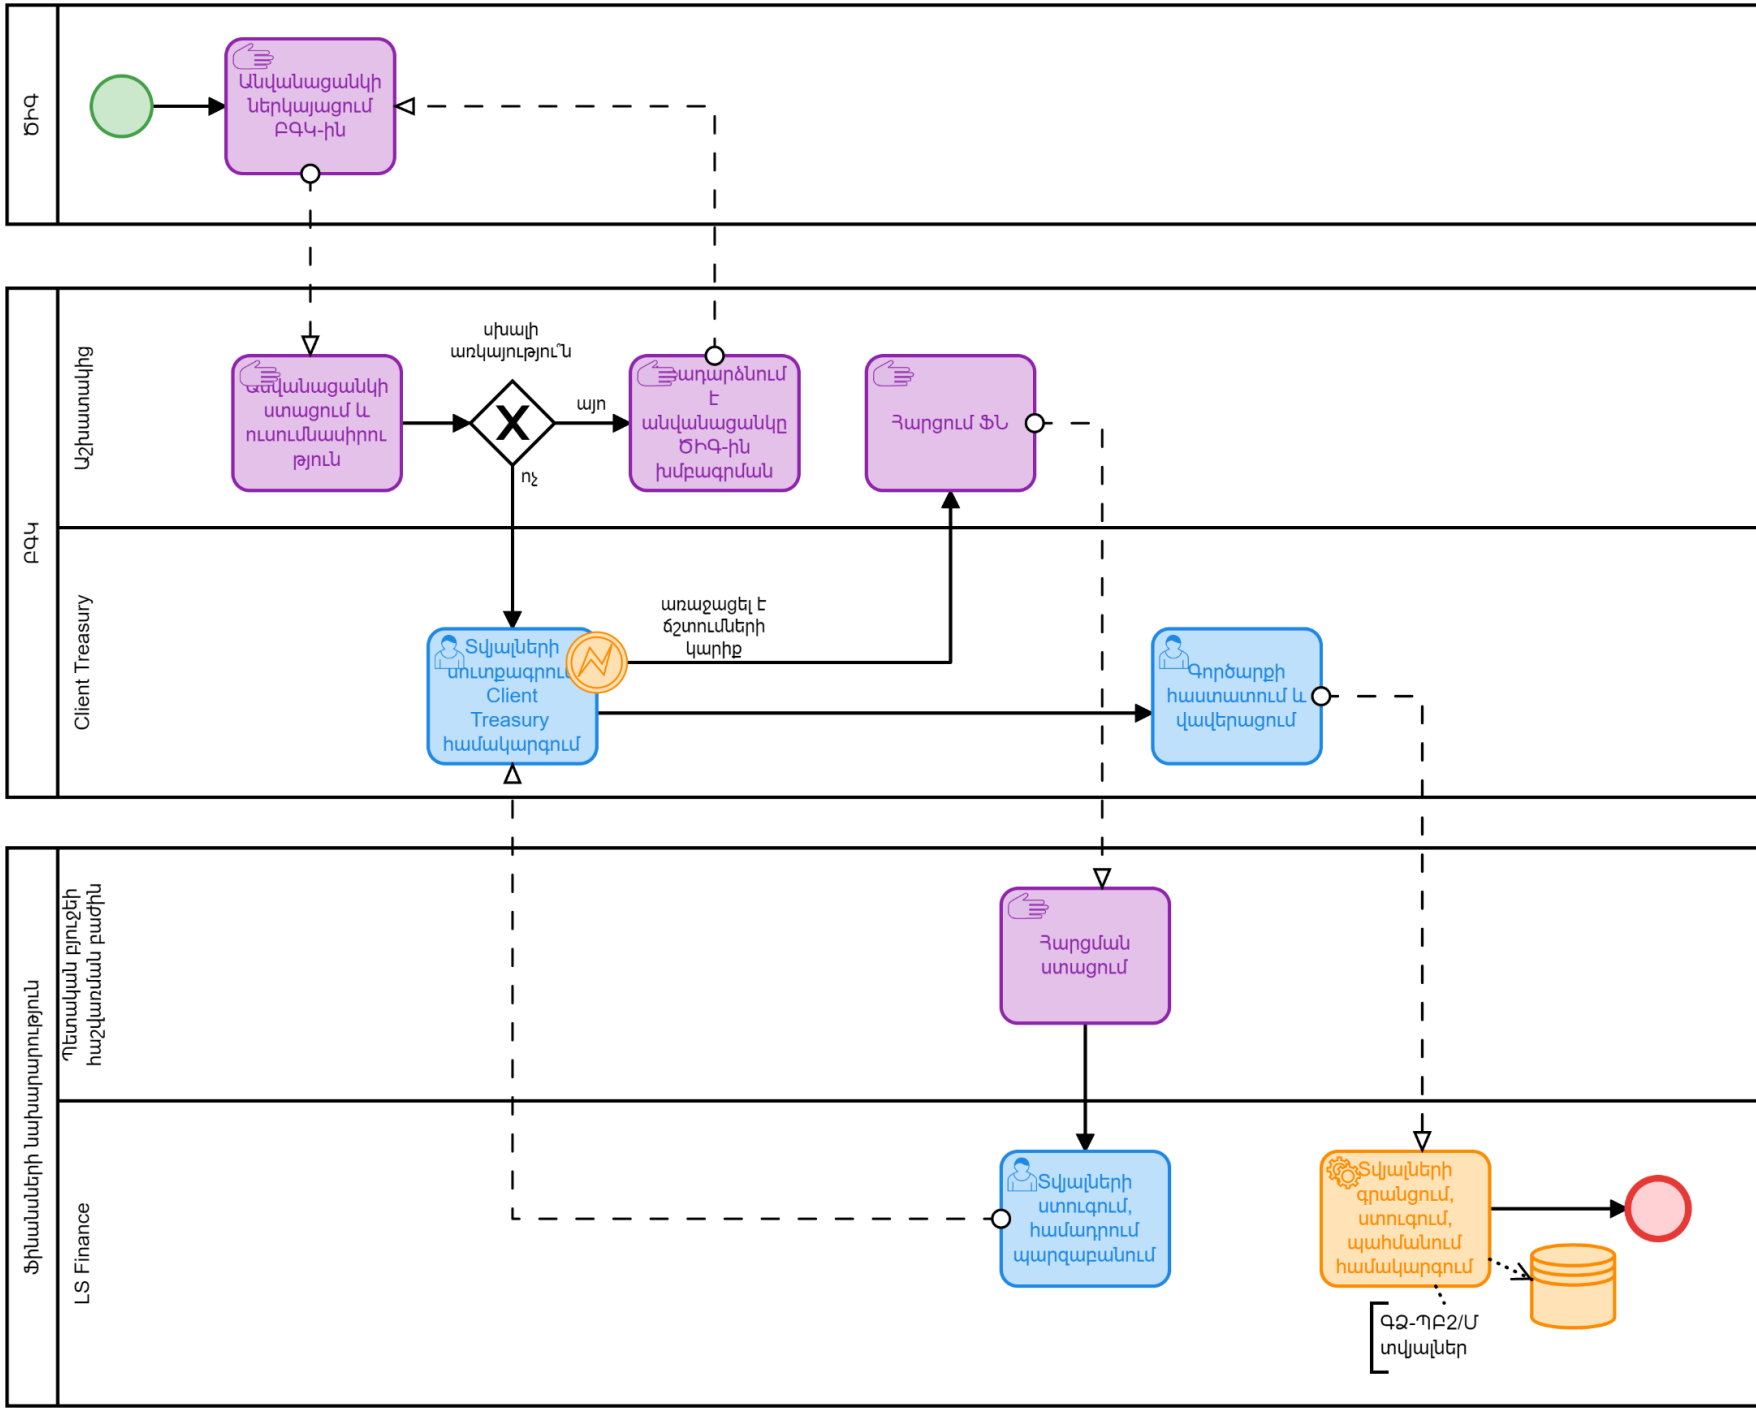 ԾԻԳ
Անվանացանկի
ներկայացում
ԲԳԿ-ին
ԲԳԿ
Աշխատակից
Client Treasury
Անվանացանկի
ստացում և
ուսումնասիրու
թյուն
սխալի
առկայությու՞ն
այո
ոչ
է
անվանացանկը
ԾԻԳ-ին
խմբագրման
Հարցում ՖՆ
Տվյալների
մուտքագրում
Client
Treasury
համակարգում
առաջացել է
ճշտումների
կարիք
Գործարքի
հաստատում և
վավերացում
Ֆինանսների նախարարություն
Պետական բյուջեի
հաշվառման բաժին
LS Finance
Հարցման
ստացում
Տվյալների
ստուգում,
համադրում
պարզաբանում
Տվյալների
գրանցում,
ստուգում,
պահմանում
համակարգում
ԳՁ-ՊԲ2/Մ
տվյալներ